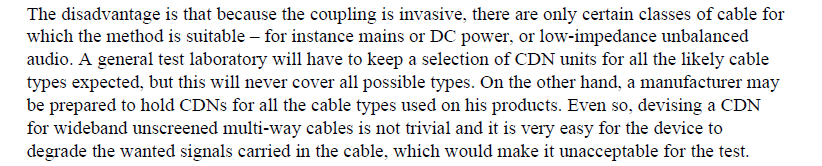 The disadvantage is that because the coupling is invasive, there are only certain classes of cable for
which the method is suitable – for instance mains or DC power, or low-impedance unbalanced
audio. A general test laboratory will have to keep a selection of CDN units for all the likely cable
types expected, but this will never cover all possible types. On the other hand, a manufacturer may
be prepared to hold CDNs for all the cable types used on his products. Even so, devising a CDN
for wideband unscreened multi-way cables is not trivial and it is very easy for the device to
degrade the wanted signals carried in the cable, which would make it unacceptable for the test.